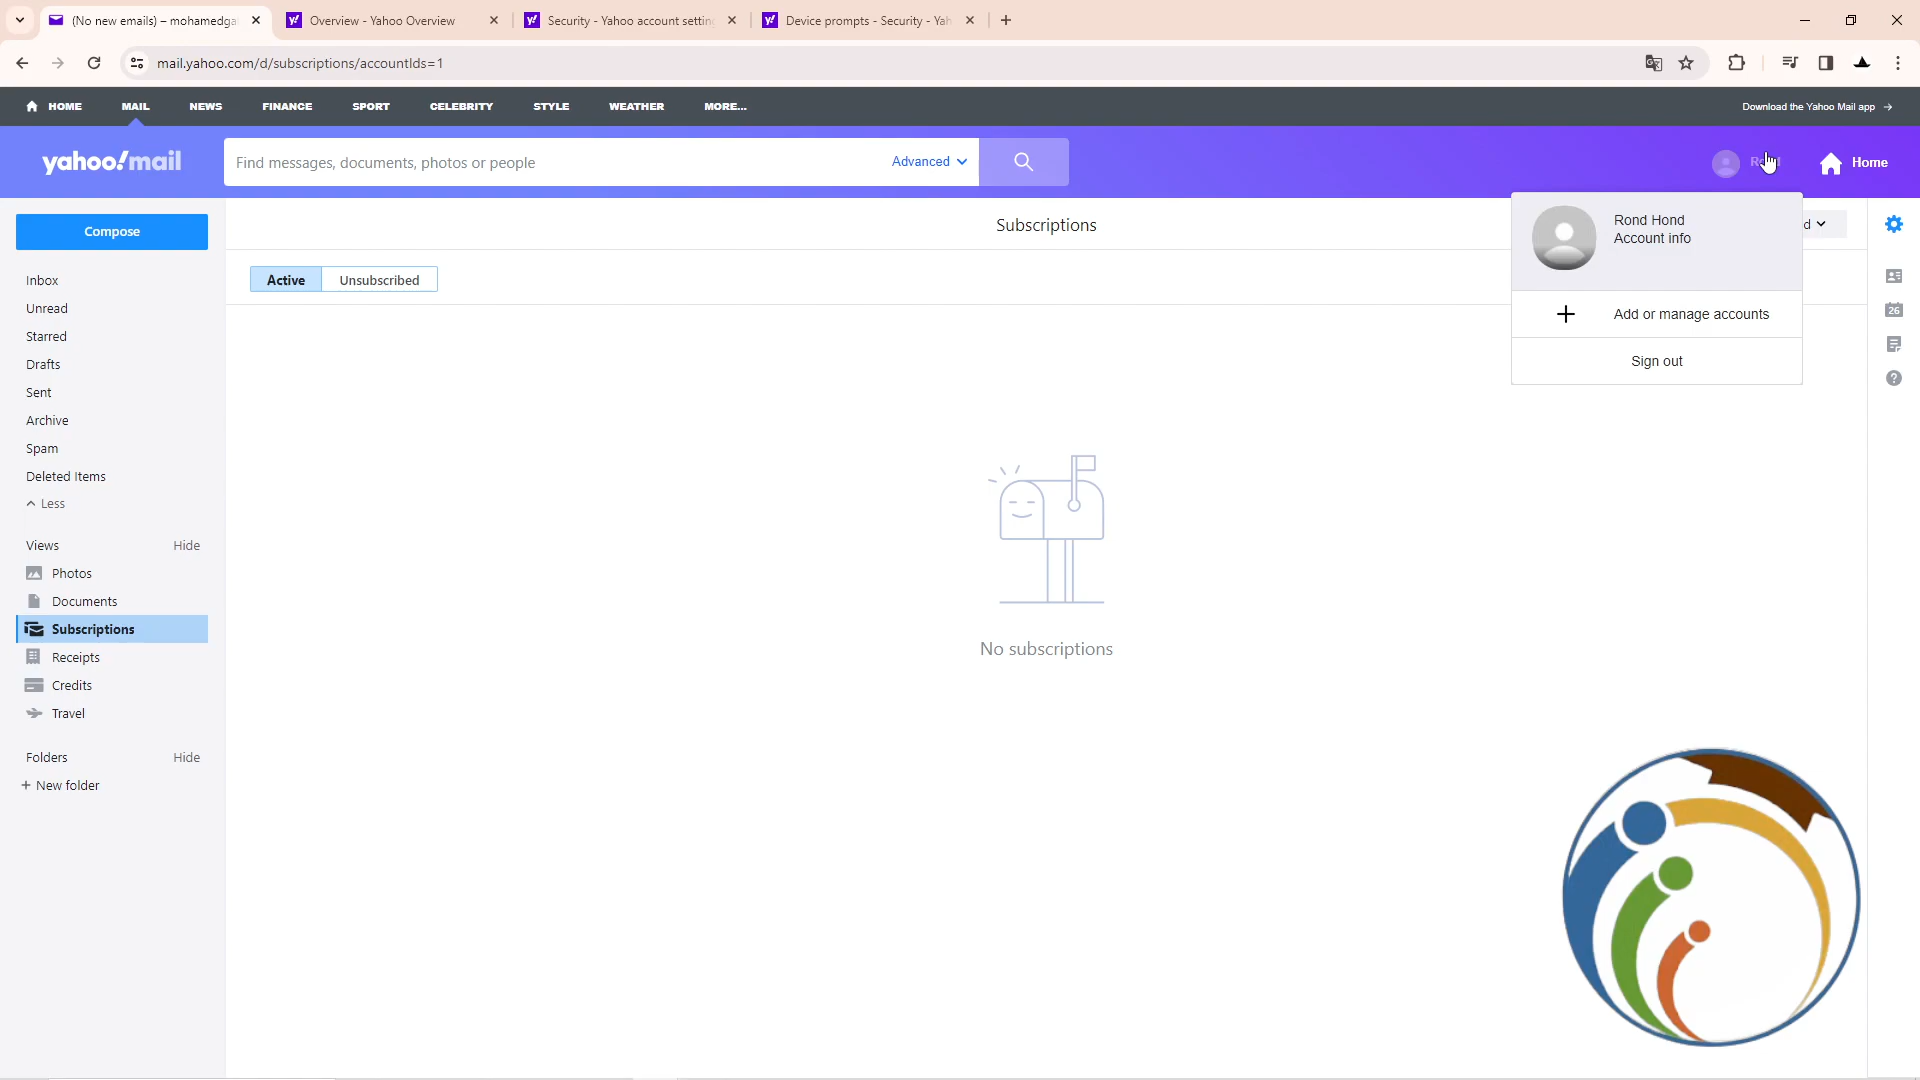 (No new emails) – mohamedga
Overview - Yahoo Overview
Security - Yahoo account settin
Device prompts - Security - Yah
mail.yahoo.com/d/subscriptions/accountIds=1
HOME MAIL NEWS FINANCE SPORT CELEBRITY STYLE WEATHER MORE...
Download the Yahoo Mail app →
yahoo!mail
Find messages, documents, photos or people
Advanced
Home
Compose
Inbox
Unread
Starred
Drafts
Sent
Archive
Spam
Deleted Items
Less
Views Hide
Photos
Documents
Subscriptions
Receipts
Credits
Travel
Folders Hide
+ New folder
Subscriptions
Active Unsubscribed
No subscriptions
Rond Hond
Account info
Add or manage accounts
Sign out
26